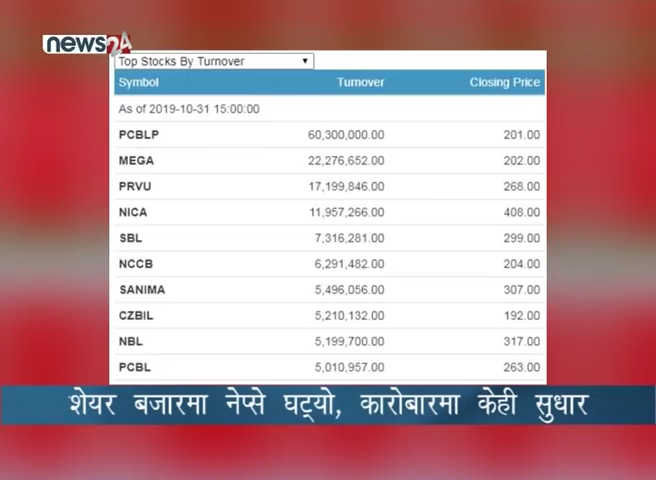 news24
Top Stocks By Turnover
Symbol Turnover Closing Price
As of 2019-10-31 15:00:00
PCBLP 60,300,000.00 201.00
MEGA 22,276,652.00 202.00
PRVU 17,199,846.00 268.00
NICA 11,957,266.00 408.00
SBL 7,316,281.00 299.00
NCCB 6,291,482.00 204.00
SANIMA 5,496,056.00 307.00
CZBIL 5,210,132.00 192.00
NBL 5,199,700.00 317.00
PCBL 5,010,957.00 263.00
शेयर बजारमा नेप्से घट्यो, कारोबारमा केही सुधार